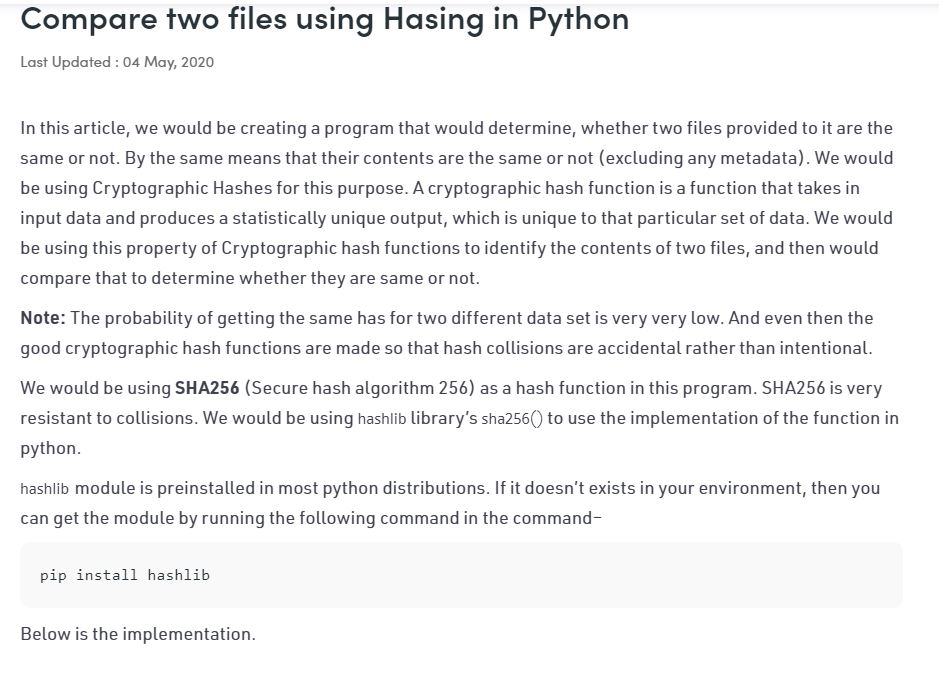 Compare two files using Hasing in Python
Last Updated : 04 May, 2020
In this article, we would be creating a program that would determine, whether two files provided to it are the
same or not. By the same means that their contents are the same or not (excluding any metadata). We would
be using Cryptographic Hashes for this purpose. A cryptographic hash function is a function that takes in
input data and produces a statistically unique output, which is unique to that particular set of data. We would
be using this property of Cryptographic hash functions to identify the contents of two files, and then would
compare that to determine whether they are same or not.
Note: The probability of getting the same has for two different data set is very very low. And even then the
good cryptographic hash functions are made so that hash collisions are accidental rather than intentional.
We would be using SHA256 (Secure hash algorithm 256) as a hash function in this program. SHA256 is very
resistant to collisions. We would be using hashlib library's sha256() to use the implementation of the function in
python.
hashlib module is preinstalled in most python distributions. If it doesn't exists in your environment, then you
can get the module by running the following command in the command–
pip install hashlib
Below is the implementation.